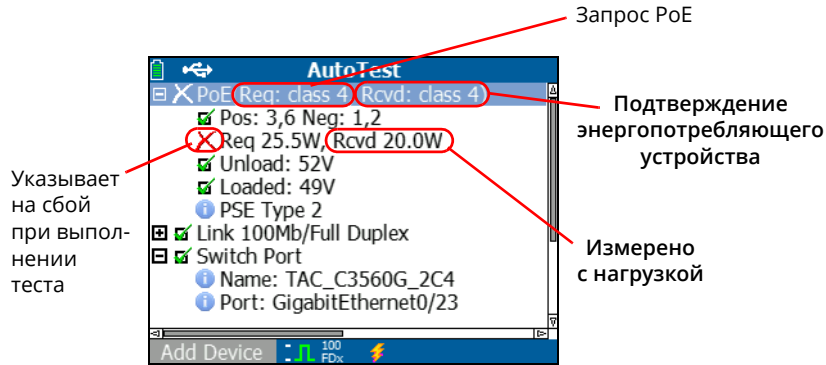 Запрос PoE
AutoTest
PoE Req: class 4 Rcvd: class 4
Pos: 3,6 Neg: 1,2
Req 25.5W, Rcvd 20.0W
Unload: 52V
Loaded: 49V
PSE Type 2
Link 100Mb/Full Duplex
Switch Port
Name: TAC_C3560G_2C4
Port: GigabitEthernet0/23
Add Device
100
FDx
Подтверждение
энергопотребляющего
устройства
Указывает
на сбой
при выпол-
нении
теста
Измерено
с нагрузкой